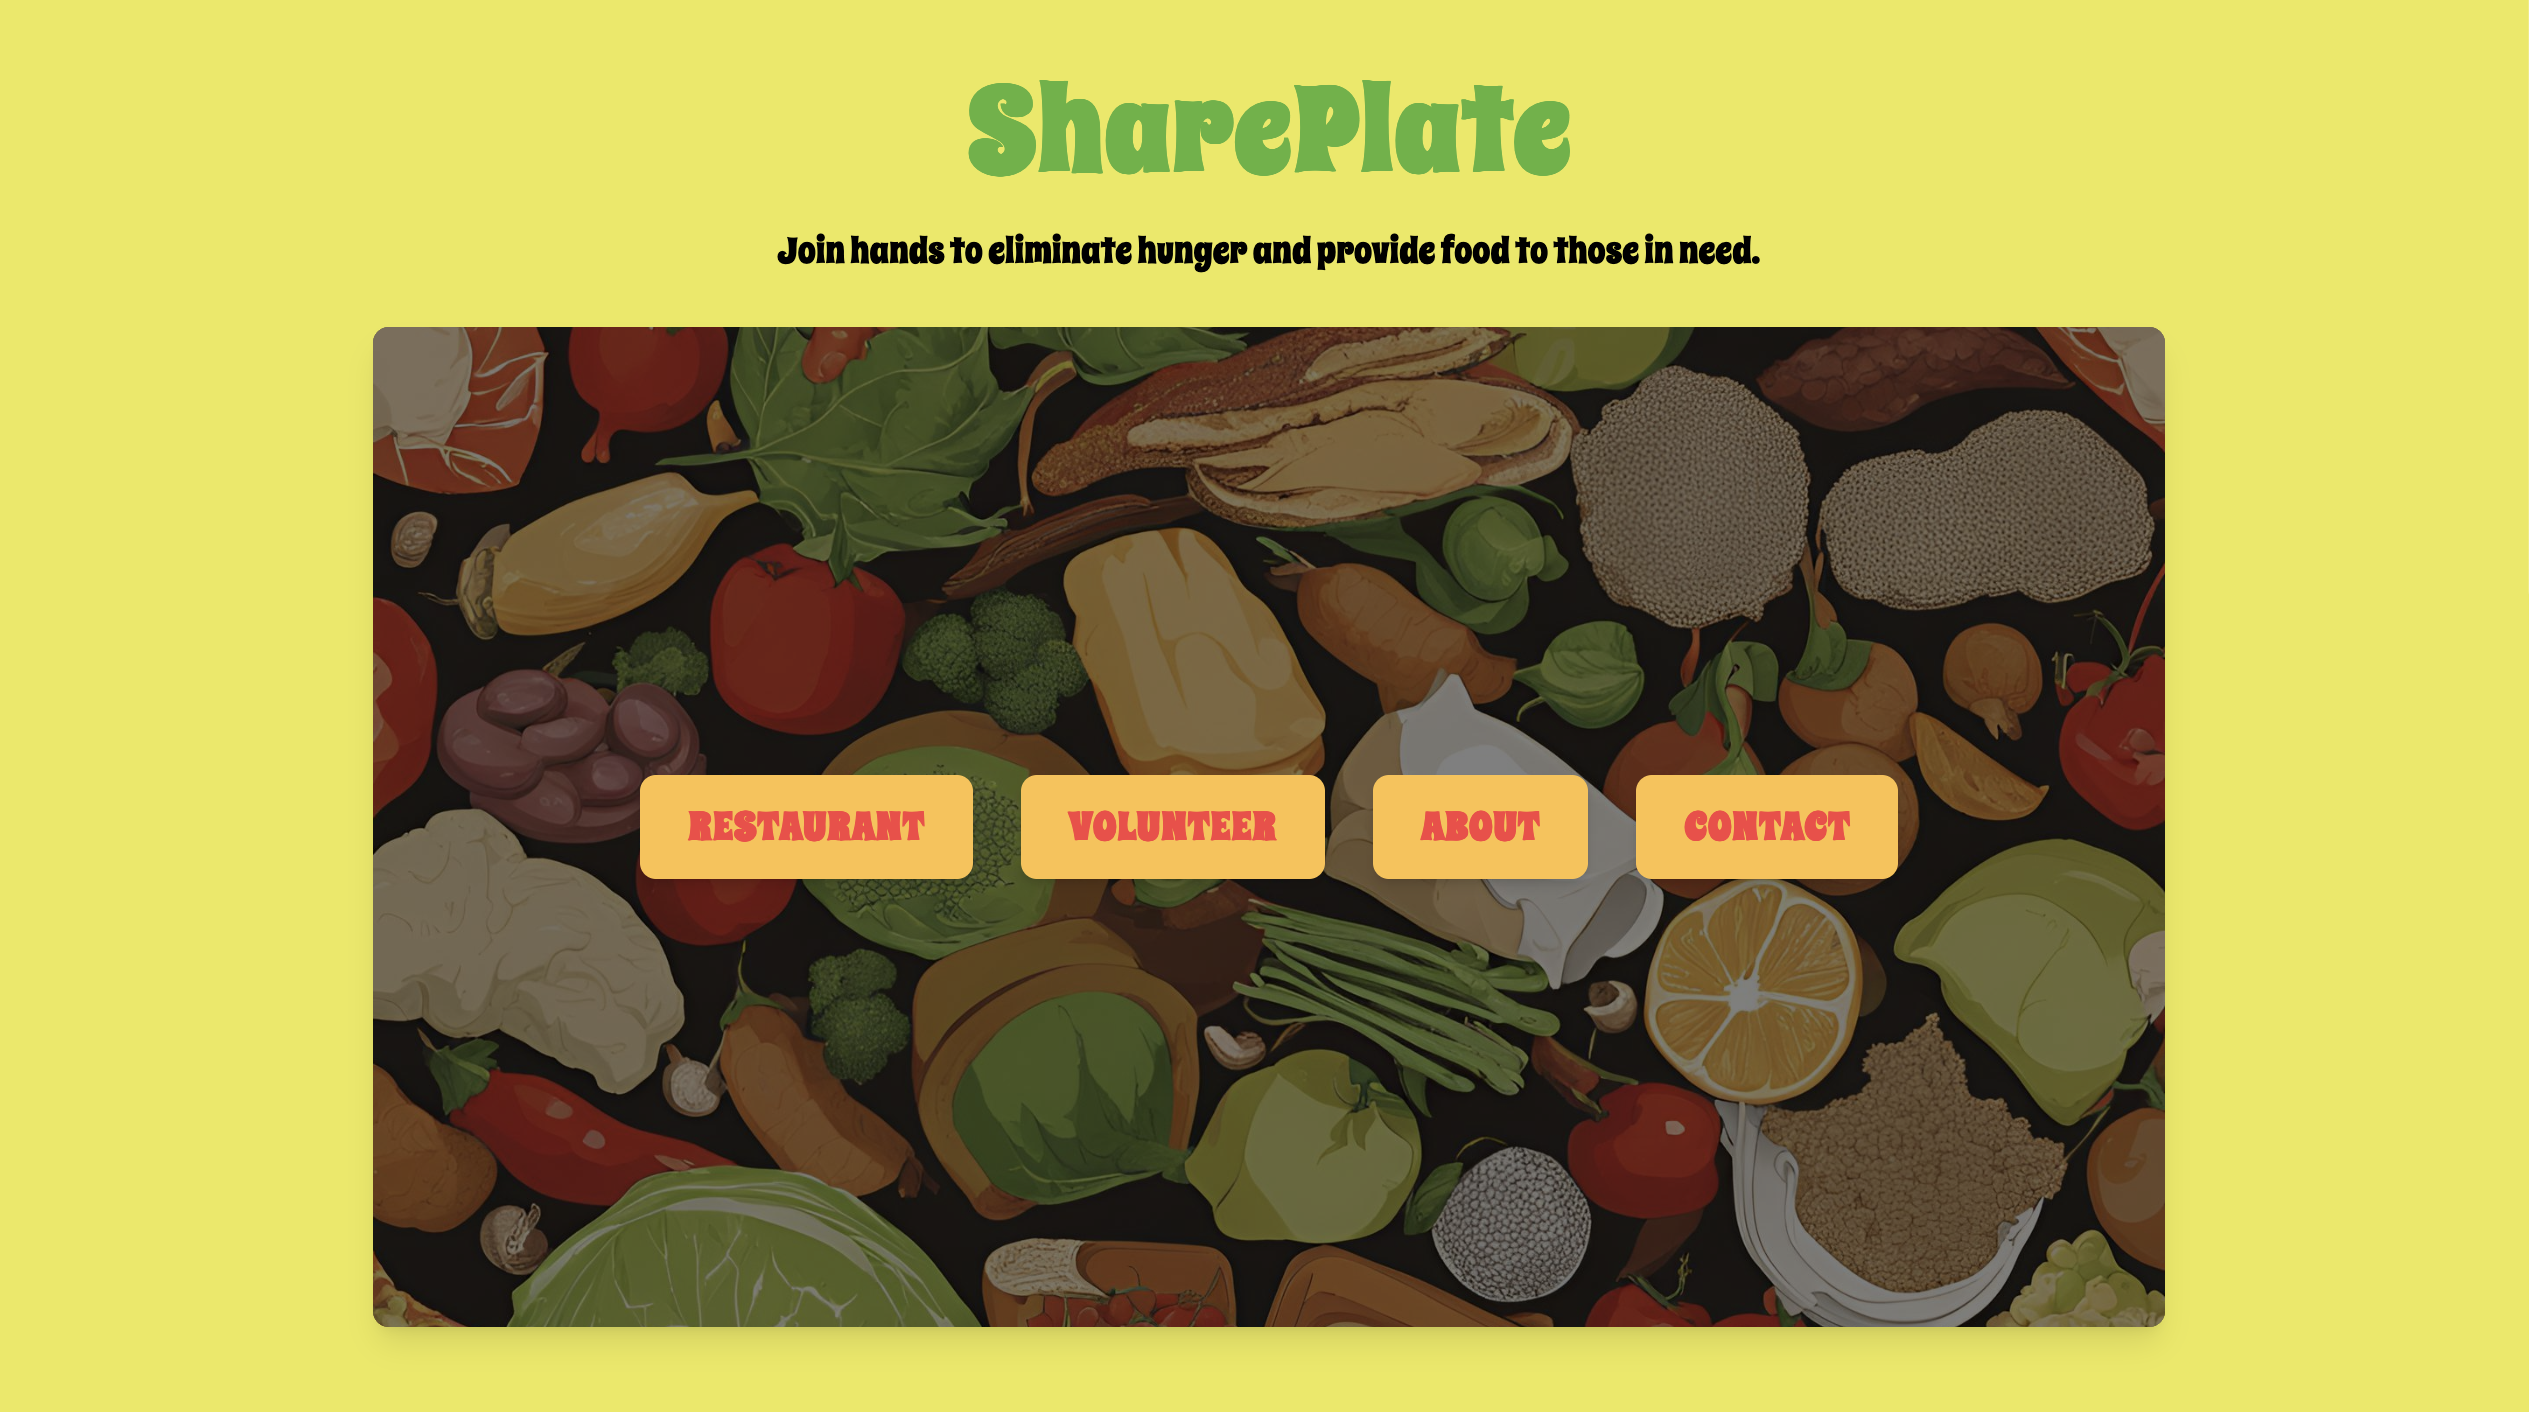 SharePlate
Join hands to eliminate hunger and provide food to those in need.
RESTAURANT
VOLUNTEER
ABOUT
CONTACT